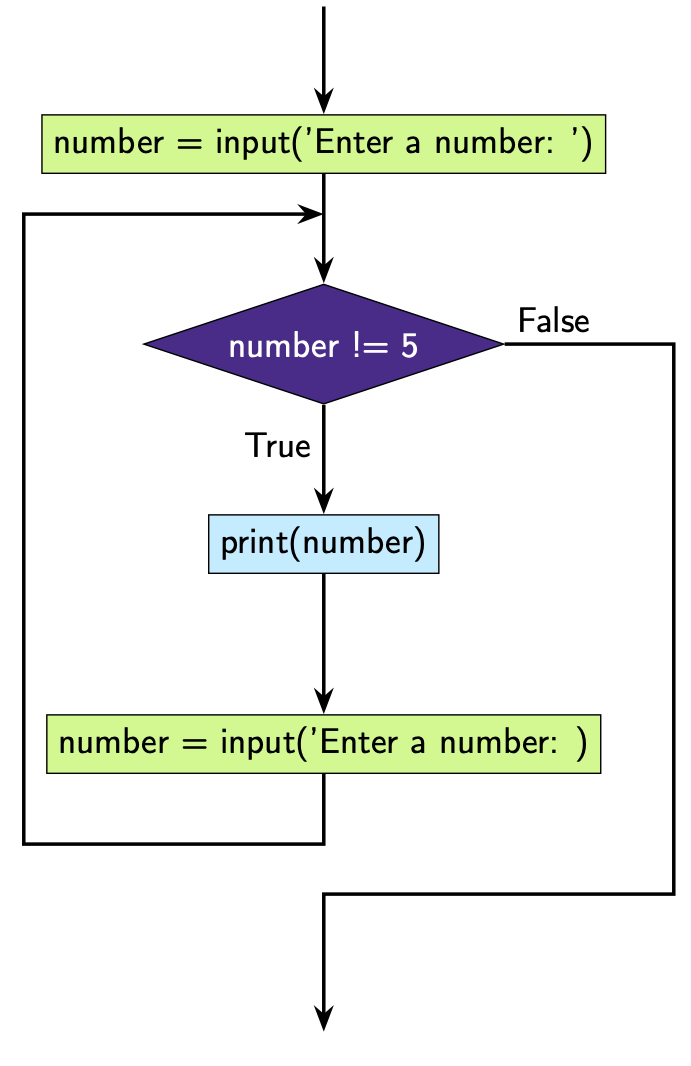 number = input('Enter a number: ')
number != 5
False
True
print(number)
number = input('Enter a number: )